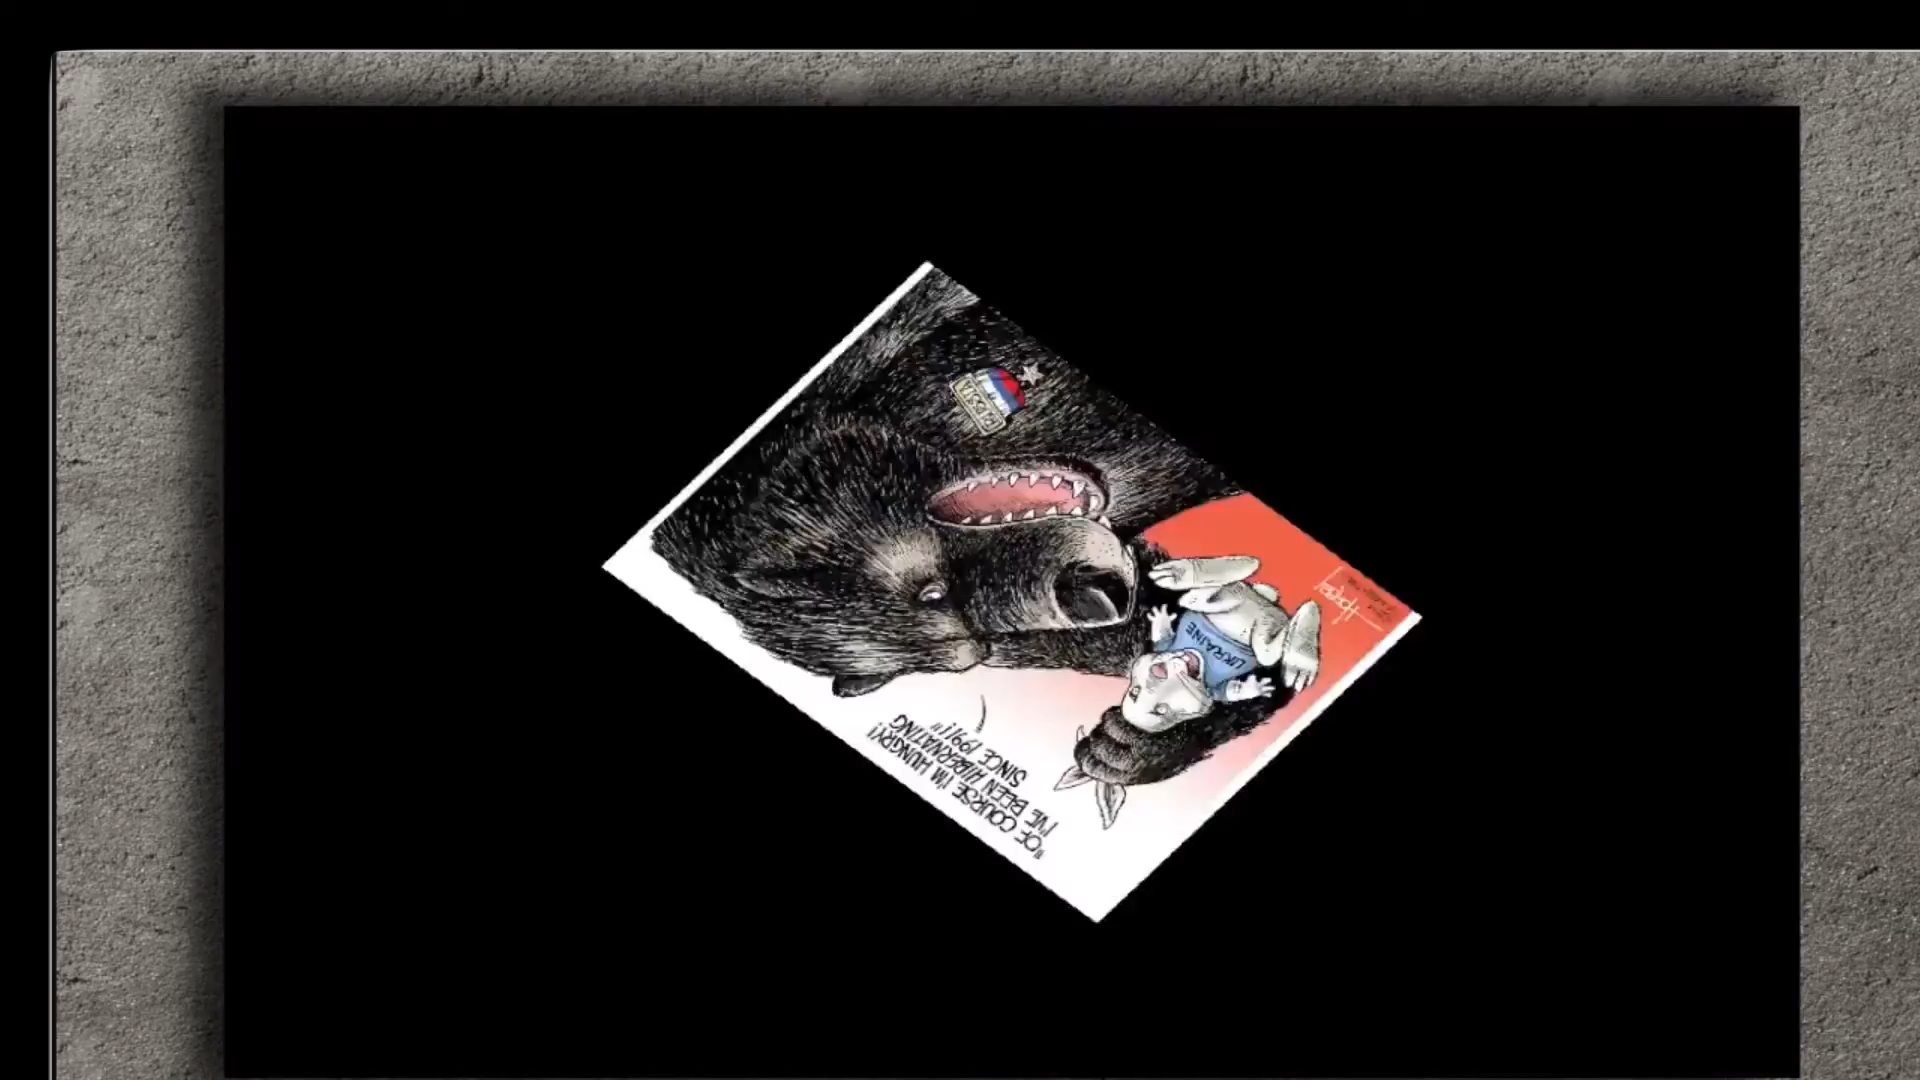 "OF COURSE I'M HUNGRY!
I'VE BEEN HIBERNATING
SINCE 1991!"
RUSSIA
UKRAINE